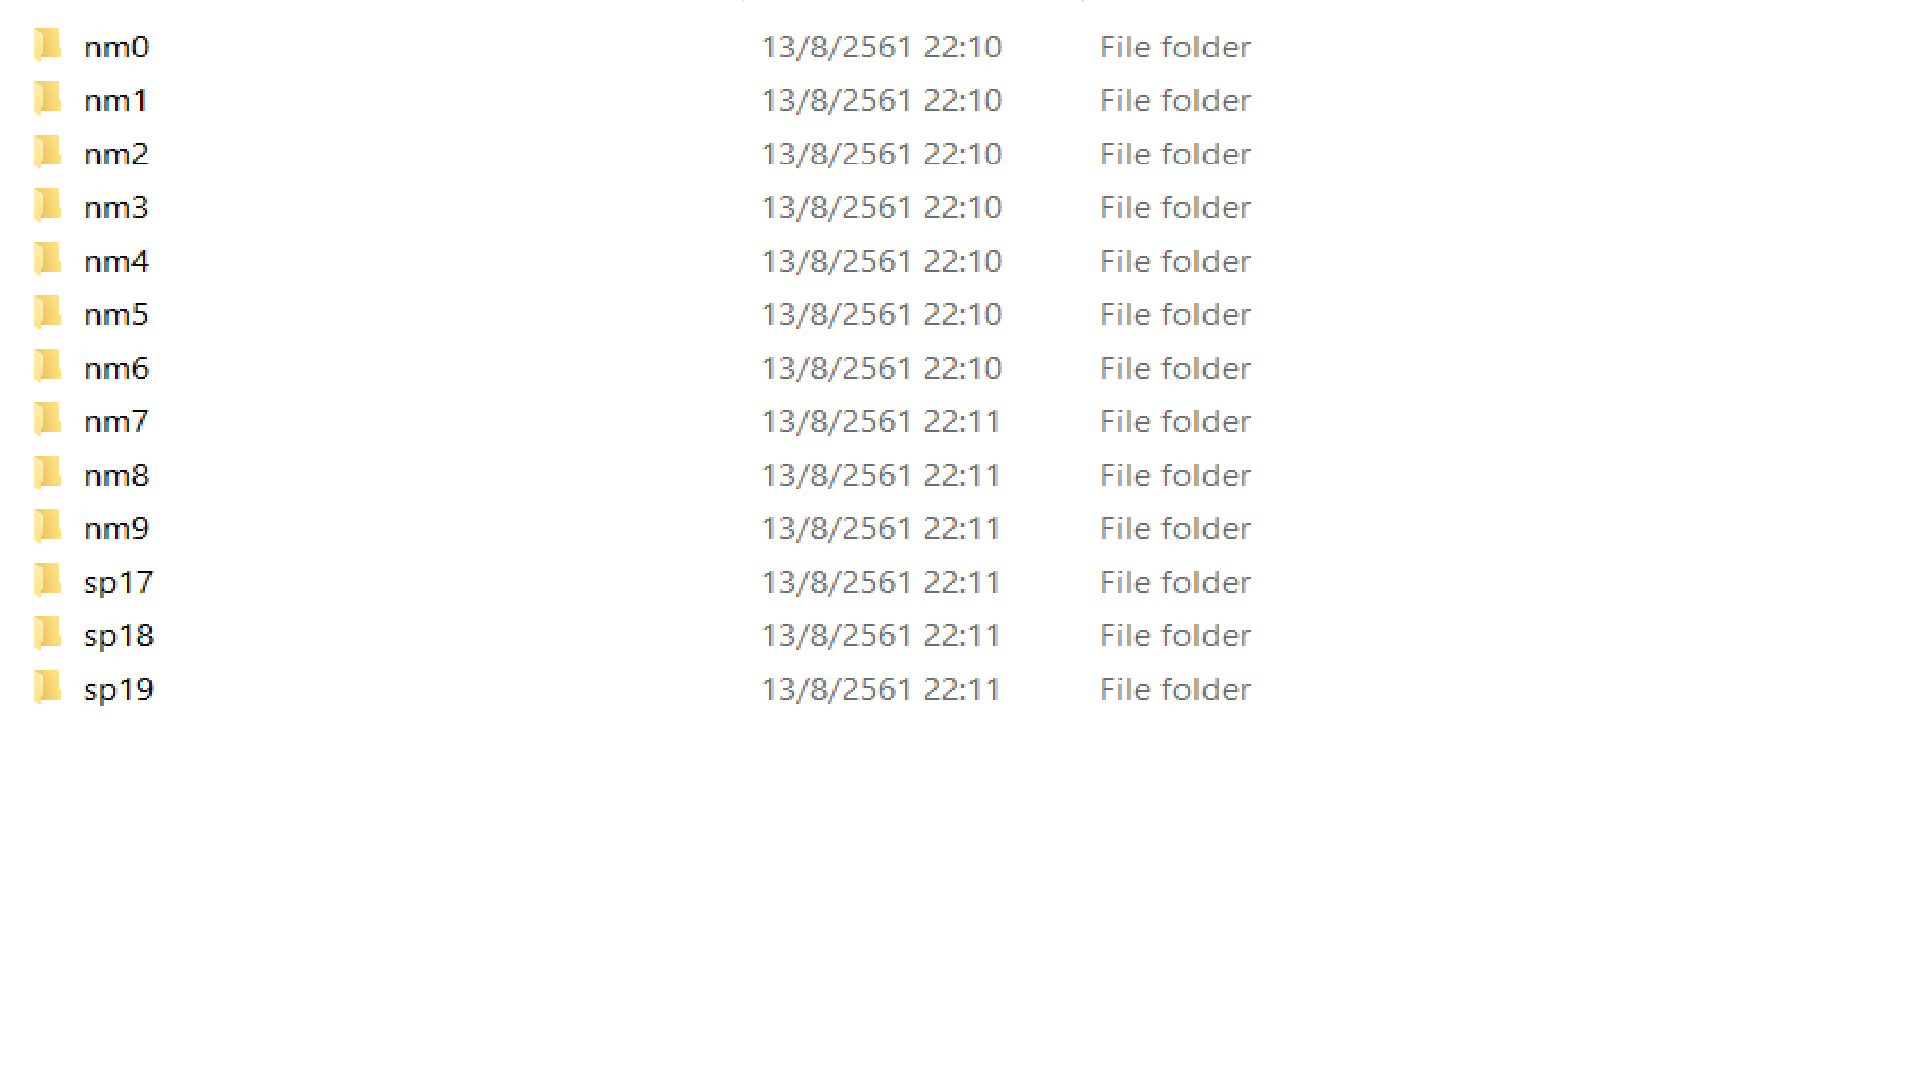 nm0 13/8/2561 22:10 File folder
nm1 13/8/2561 22:10 File folder
nm2 13/8/2561 22:10 File folder
nm3 13/8/2561 22:10 File folder
nm4 13/8/2561 22:10 File folder
nm5 13/8/2561 22:10 File folder
nm6 13/8/2561 22:10 File folder
nm7 13/8/2561 22:11 File folder
nm8 13/8/2561 22:11 File folder
nm9 13/8/2561 22:11 File folder
sp17 13/8/2561 22:11 File folder
sp18 13/8/2561 22:11 File folder
sp19 13/8/2561 22:11 File folder